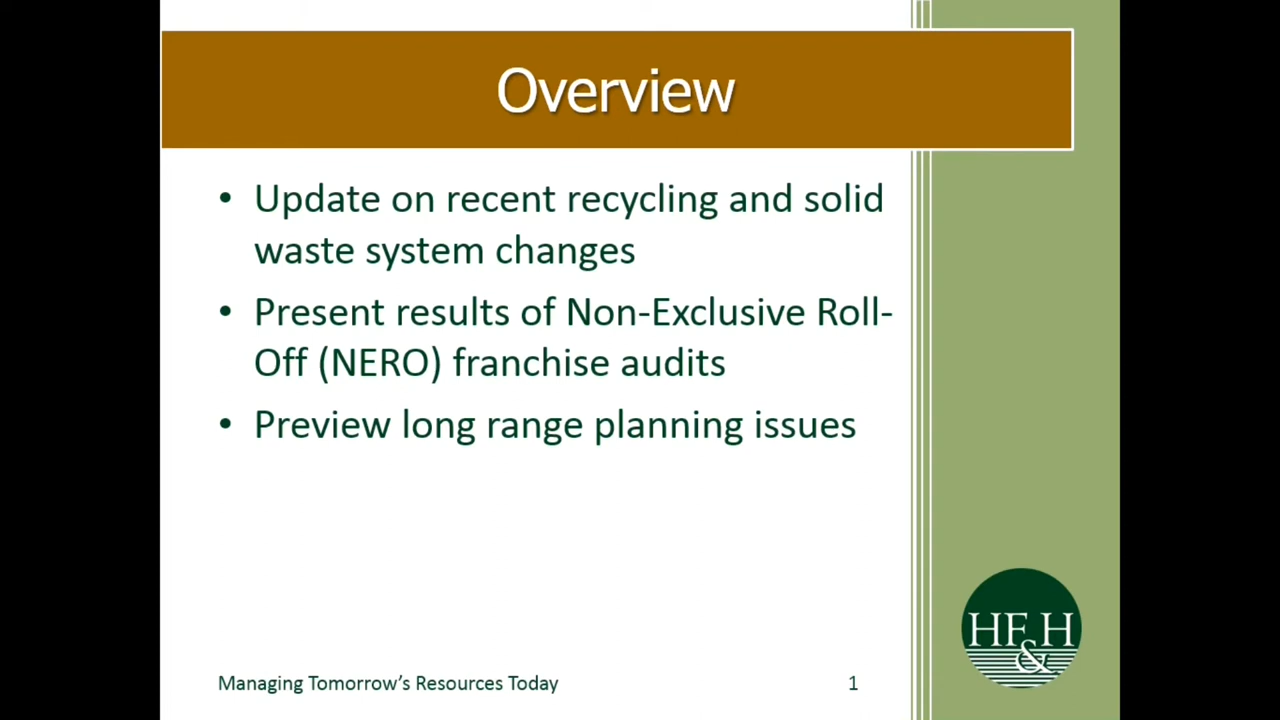 Overview
• Update on recent recycling and solid
waste system changes
• Present results of Non-Exclusive Roll-
Off (NERO) franchise audits
• Preview long range planning issues
HF&H
Managing Tomorrow’s Resources Today
1